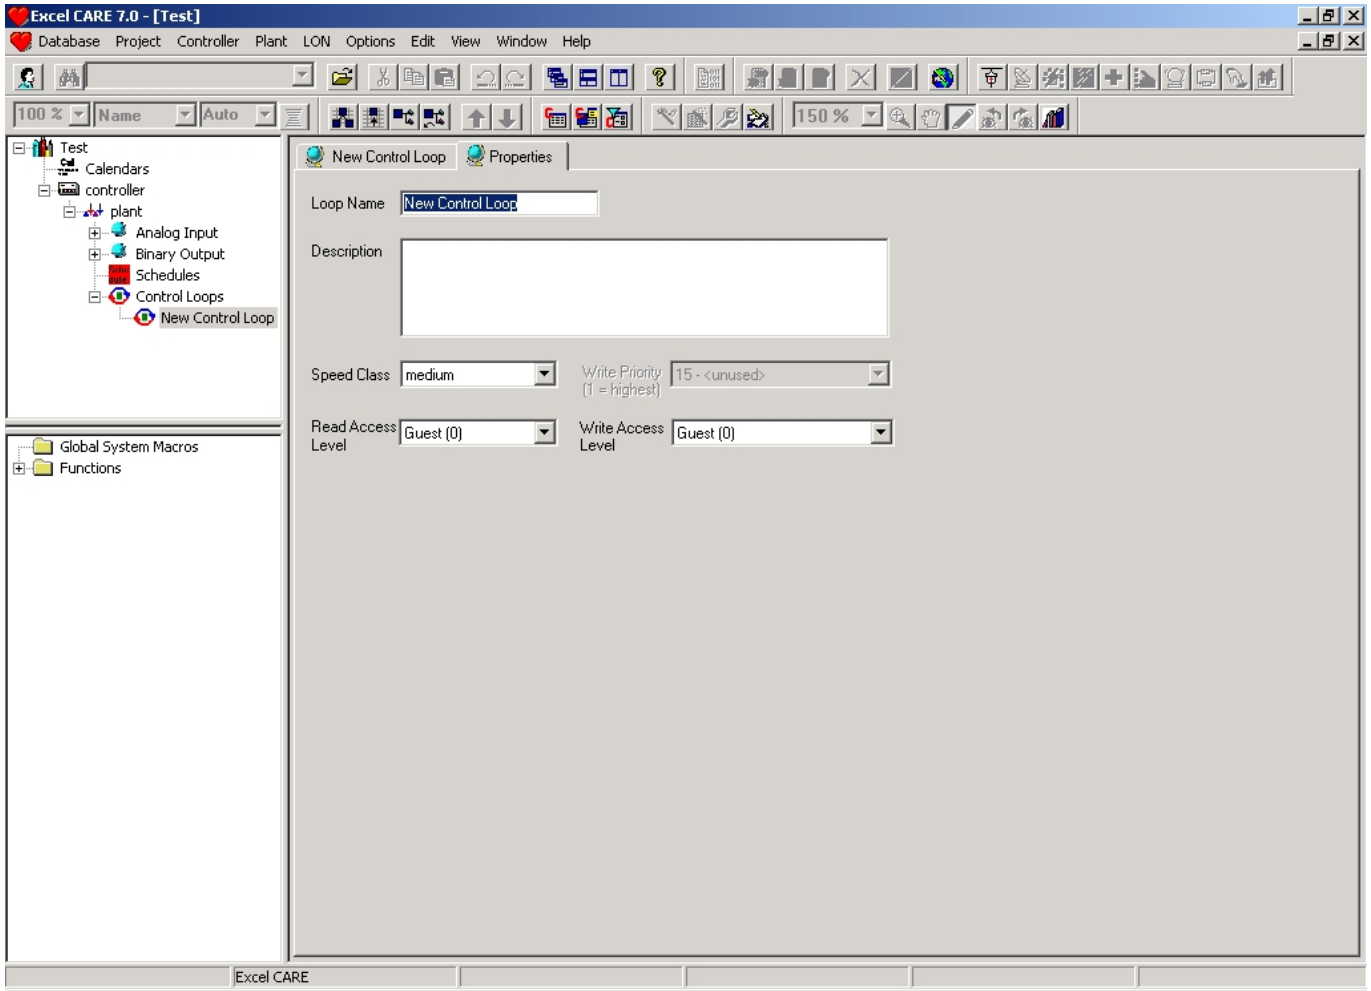 Excel CARE 7.0 - [Test]
Database Project Controller Plant LON Options Edit View Window Help
100 % Name Auto 150 %
Test
Calendars
controller
plant
Analog Input
Binary Output
Schedules
Control Loops
New Control Loop
Global System Macros
Functions
New Control Loop Properties
Loop Name New Control Loop
Description
Speed Class medium
Write Priority
(1 = highest)
15 - <unused>
Read Access
Level
Guest (0)
Write Access
Level
Guest (0)
Excel CARE